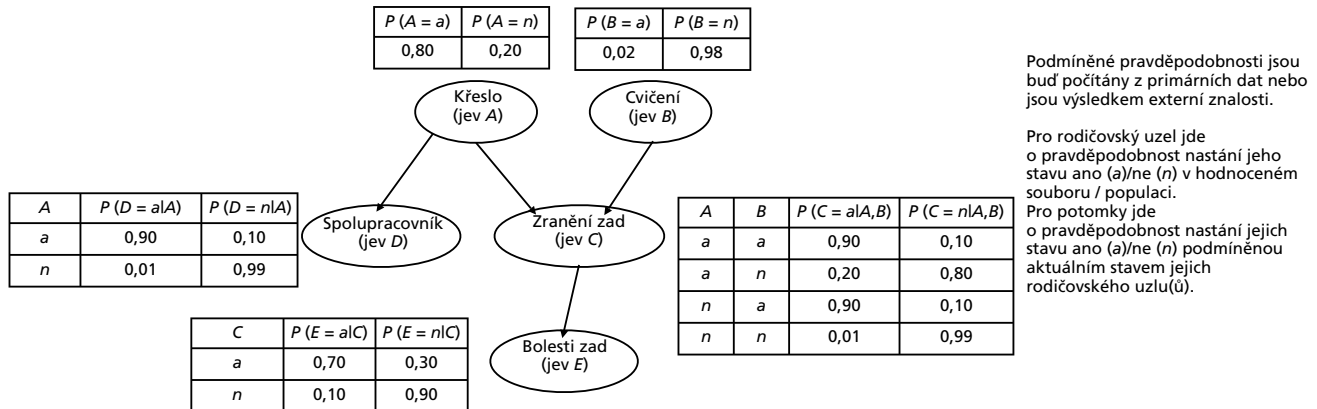 P (A = a) P (A = n)
0,80 0,20
P (B = a) P (B = n)
0,02 0,98
Křeslo
(jev A)
Cvičení
(jev B)
Podmíněné pravděpodobnosti jsou
buď počítány z primárních dat nebo
jsou výsledkem externí znalosti.
Pro rodičovský uzel jde
o pravděpodobnost nastání jeho
stavu ano (a)/ne (n) v hodnoceném
souboru / populaci.
Pro potomky jde
o pravděpodobnost nastání jejich
stavu ano (a)/ne (n) podmíněnou
aktuálním stavem jejich
rodičovského uzlu(ů).
A P (D = a|A) P (D = n|A)
a 0,90 0,10
n 0,01 0,99
Spolupracovník
(jev D)
Zranění zad
(jev C)
A B P (C = a|A,B) P (C = n|A,B)
a a 0,90 0,10
a n 0,20 0,80
n a 0,90 0,10
n n 0,01 0,99
C P (E = a|C) P (E = n|C)
a 0,70 0,30
n 0,10 0,90
Bolesti zad
(jev E)